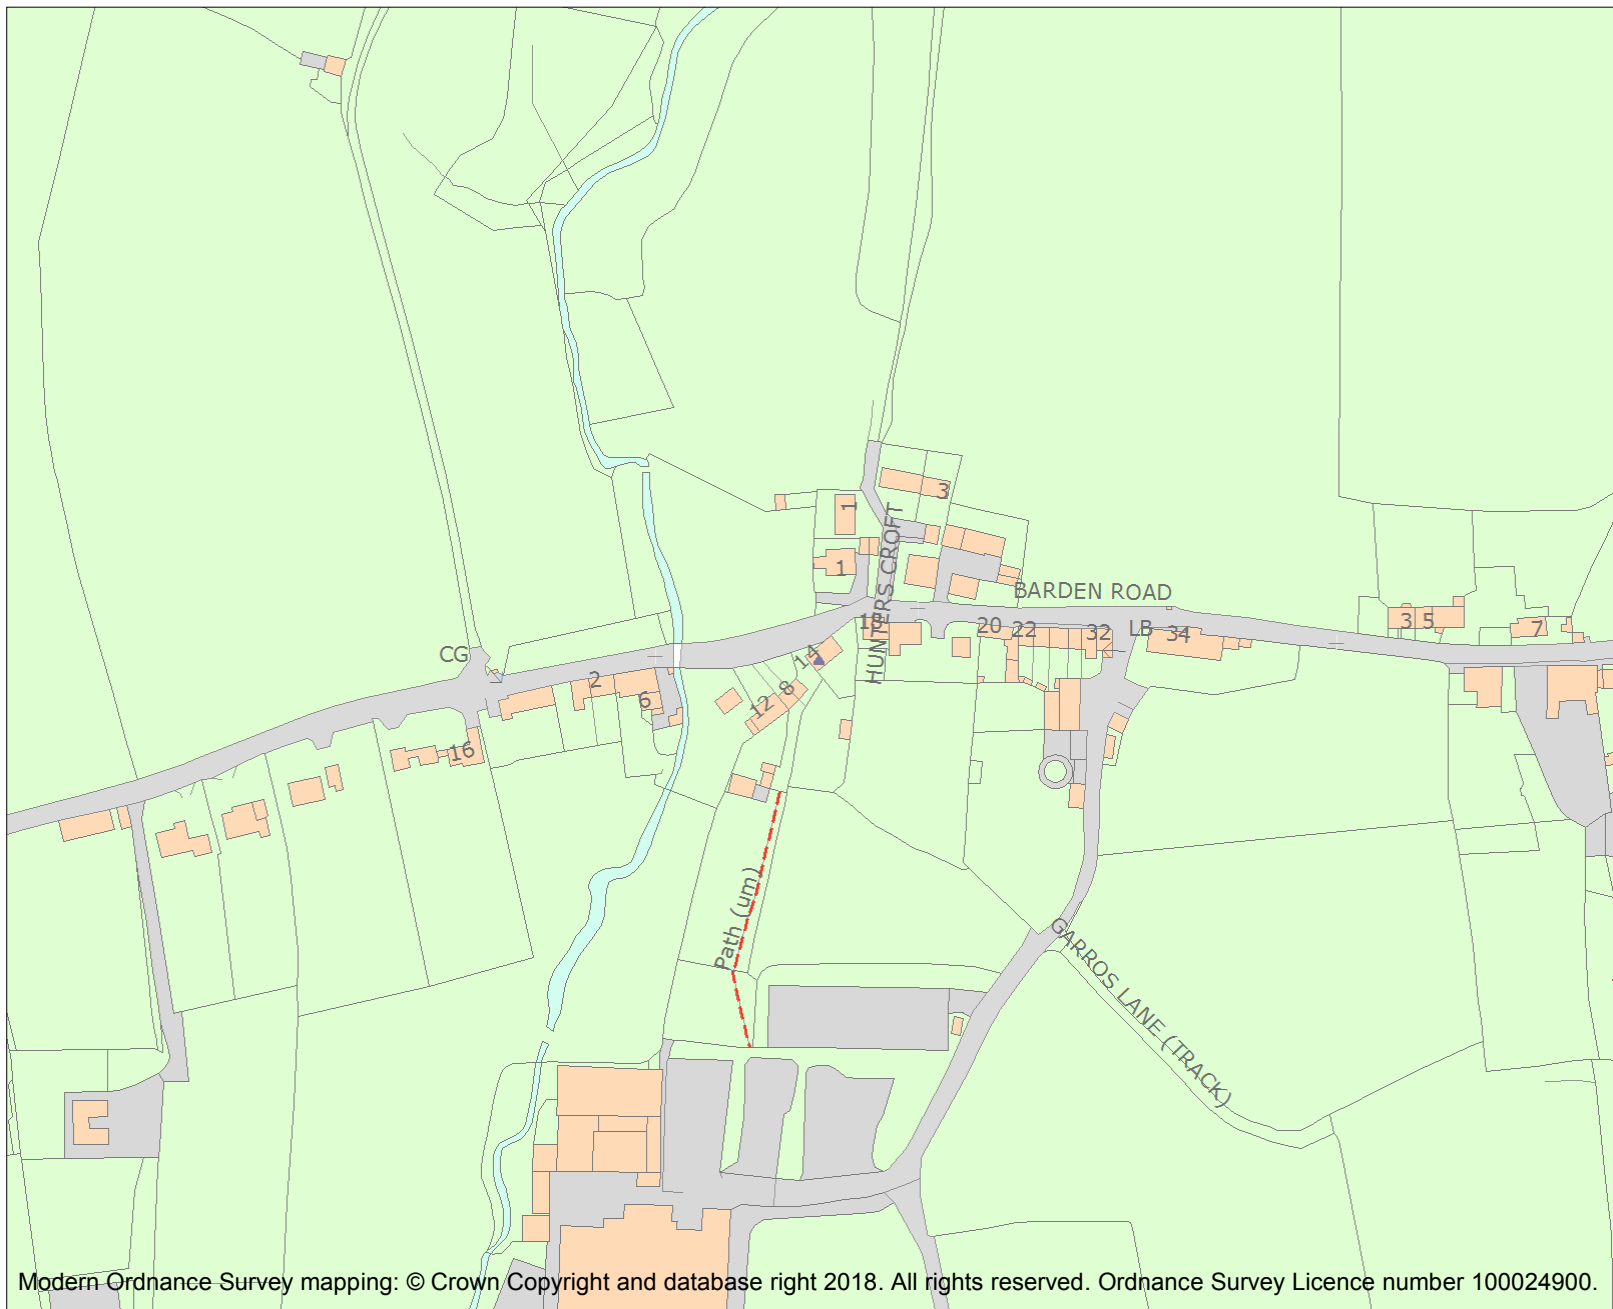 3
1
HUNTERS CROFT
1
BARDEN ROAD
3 5
7
20 22
32
LB
34
14
CG
2
6
12
8
16
Path (um)
GARROS LANE (TRACK)
Modern Ordnance Survey mapping: © Crown Copyright and database right 2018. All rights reserved. Ordnance Survey Licence number 100024900.